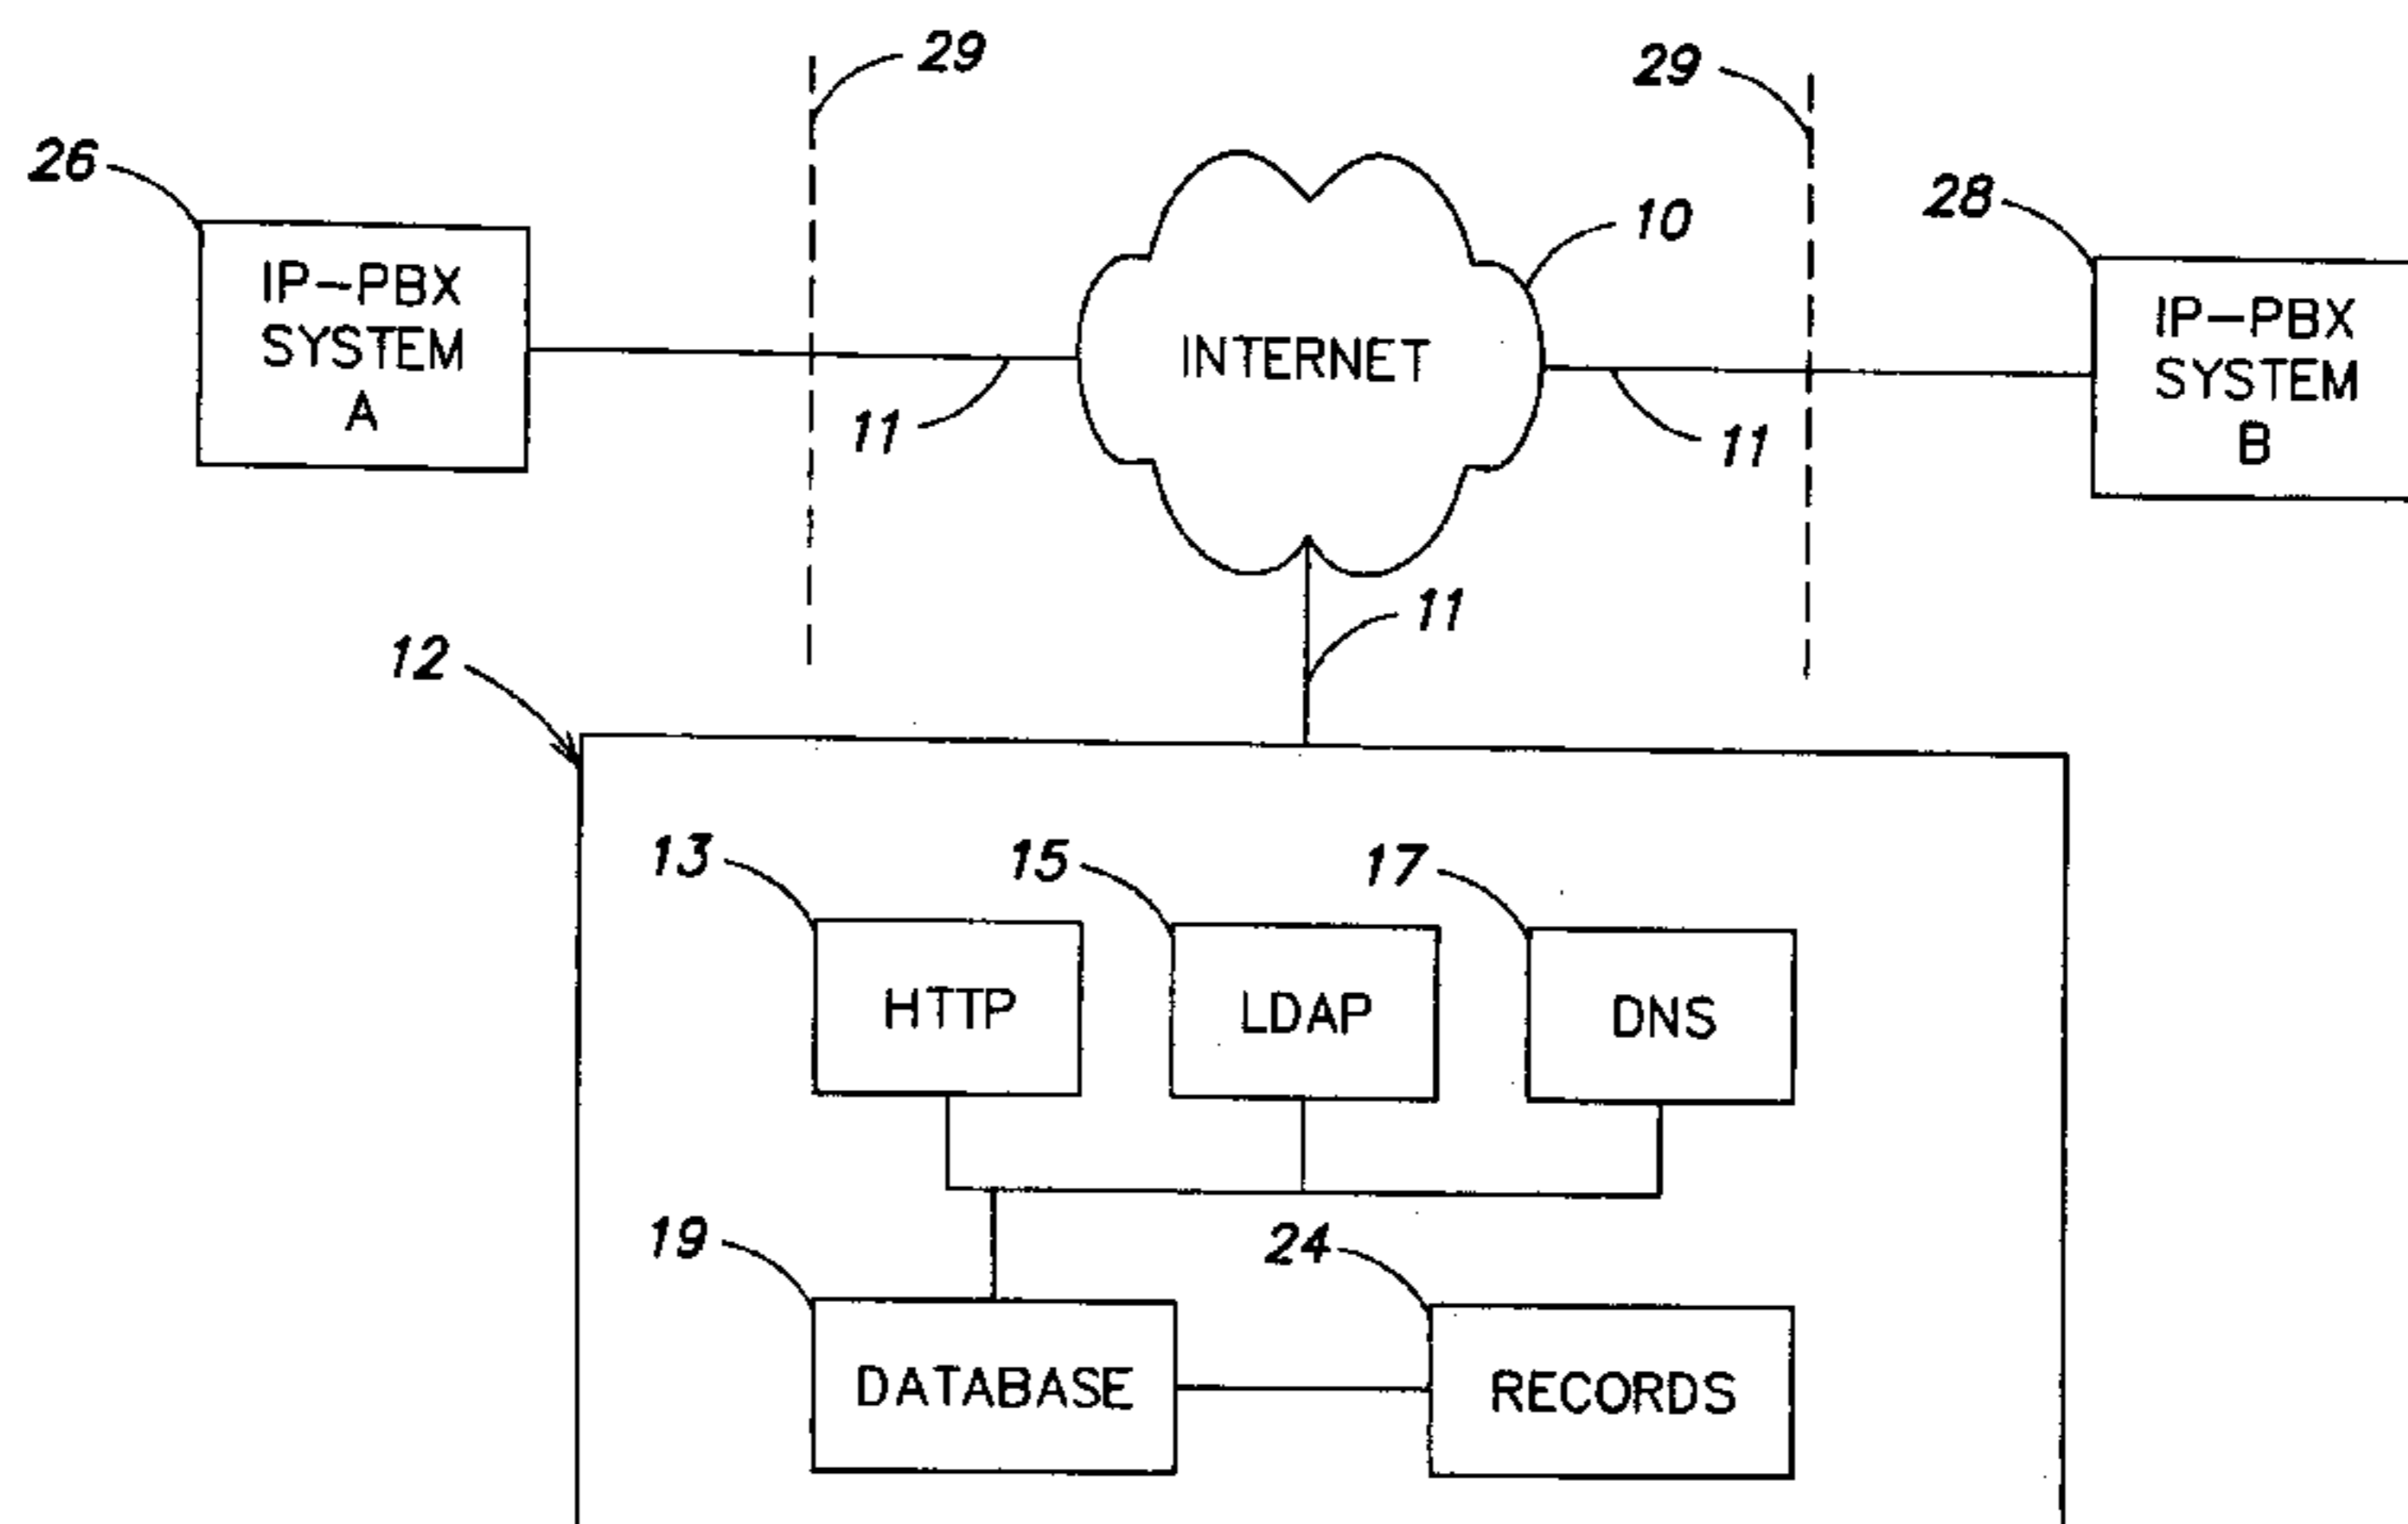 29
29
26
10
28
IP-PBX
SYSTEM
A
INTERNET
IP-PBX
SYSTEM
B
11
11
11
12
13
15
17
HTTP
LDAP
DNS
19
24
DATABASE
RECORDS